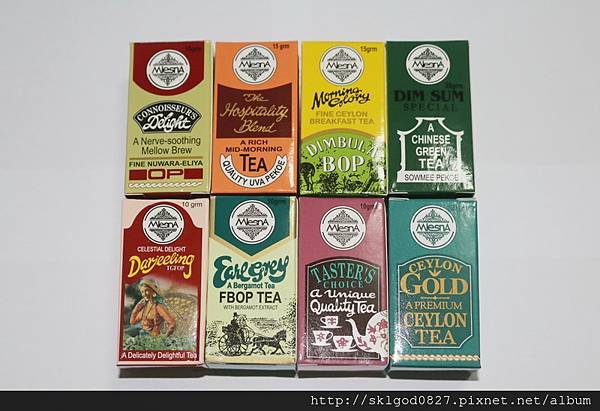 15grm
MlesnA
CONNOISSEUR'S
Delight
A Nerve-soothing
Mellow Brew
FINE NUWARA-ELIYA
OP
15 grm
MlesnA
The
Hospitality
Blend
A RICH
MID-MORNING
TEA
QUALITY UVA PEKOE
15grm
MlesnA
Morning
Glory
FINE CEYLON
BREAKFAST TEA
DIMBULA
BOP
MlesnA
DIM SUM
SPECIAL
A
CHINESE
GREEN
TEA
SOWMEE PEKOE
10 grm
MlesnA
CELESTIAL DELIGHT
Darjeeling
TGFOP
A Delicately Delightful Tea
MlesnA
Earl Grey
A Bergamot Tea
FBOP TEA
WITH BERGAMOT EXTRACT
MlesnA
TASTER'S
CHOICE
A Unique
Quality Tea
MlesnA
CEYLON
GOLD
A PREMIUM
CEYLON
TEA
http://sklgod0827.pixnet.net/album